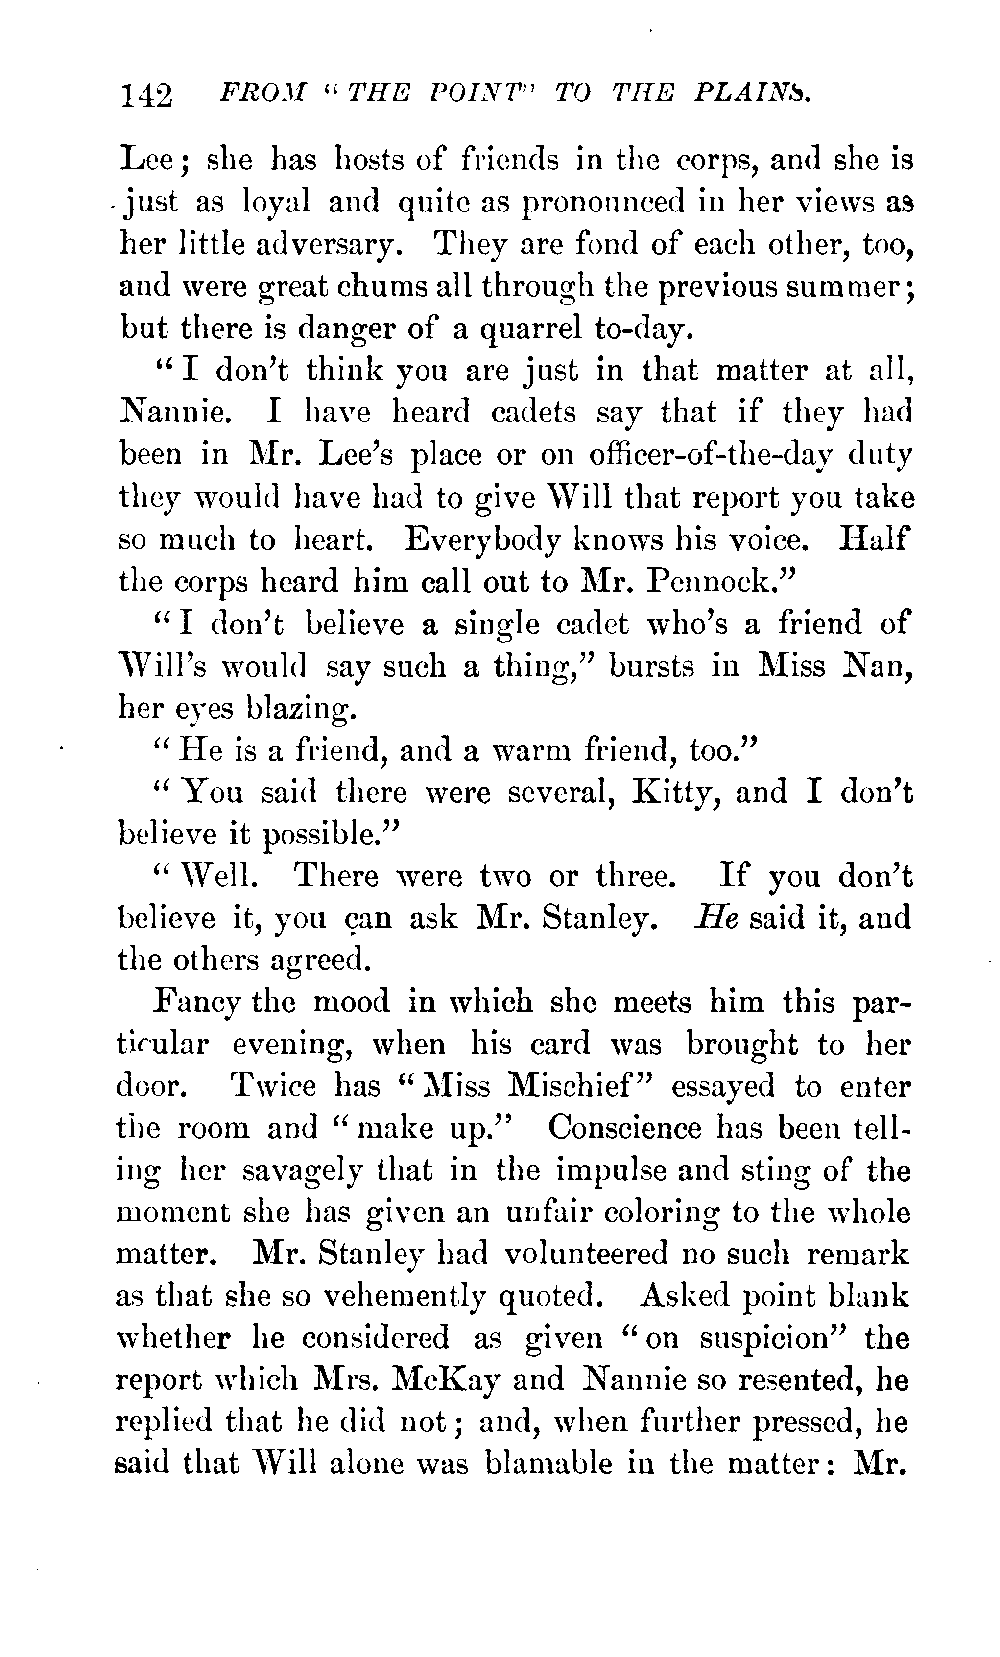 142 FROM "THE POINT" TO THE PLAINS.
Lee; she has hosts of friends in the corps, and she is
just as loyal and quite as pronounced in her views as
her little adversary. They are fond of each other, too,
and were great chums all through the previous summer;
but there is danger of a quarrel to-day.
"I don't think you are just in that matter at all,
Nannie. I have heard cadets say that if they had
been in Mr. Lee's place or on officer-of-the-day duty
they would have had to give Will that report you take
so much to heart. Everybody knows his voice. Half
the corps heard him call out to Mr. Pennock."
"I don't believe a single cadet who's a friend of
Will's would say such a thing," bursts in Miss Nan,
her eyes blazing.
"He is a friend, and a warm friend, too."
"You said there were several, Kitty, and I don't
believe it possible."
"Well. There were two or three. If you don't
believe it, you can ask Mr. Stanley. He said it, and
the others agreed.
Fancy the mood in which she meets him this par-
ticular evening, when his card was brought to her
door. Twice has "Miss Mischief" essayed to enter
the room and "make up." Conscience has been tell-
ing her savagely that in the impulse and sting of the
moment she has given an unfair coloring to the whole
matter. Mr. Stanley had volunteered no such remark
as that she so vehemently quoted. Asked point blank
whether he considered as given "on suspicion" the
report which Mrs. McKay and Nannie so resented, he
replied that he did not; and, when further pressed, he
said that Will alone was blamable in the matter: Mr.